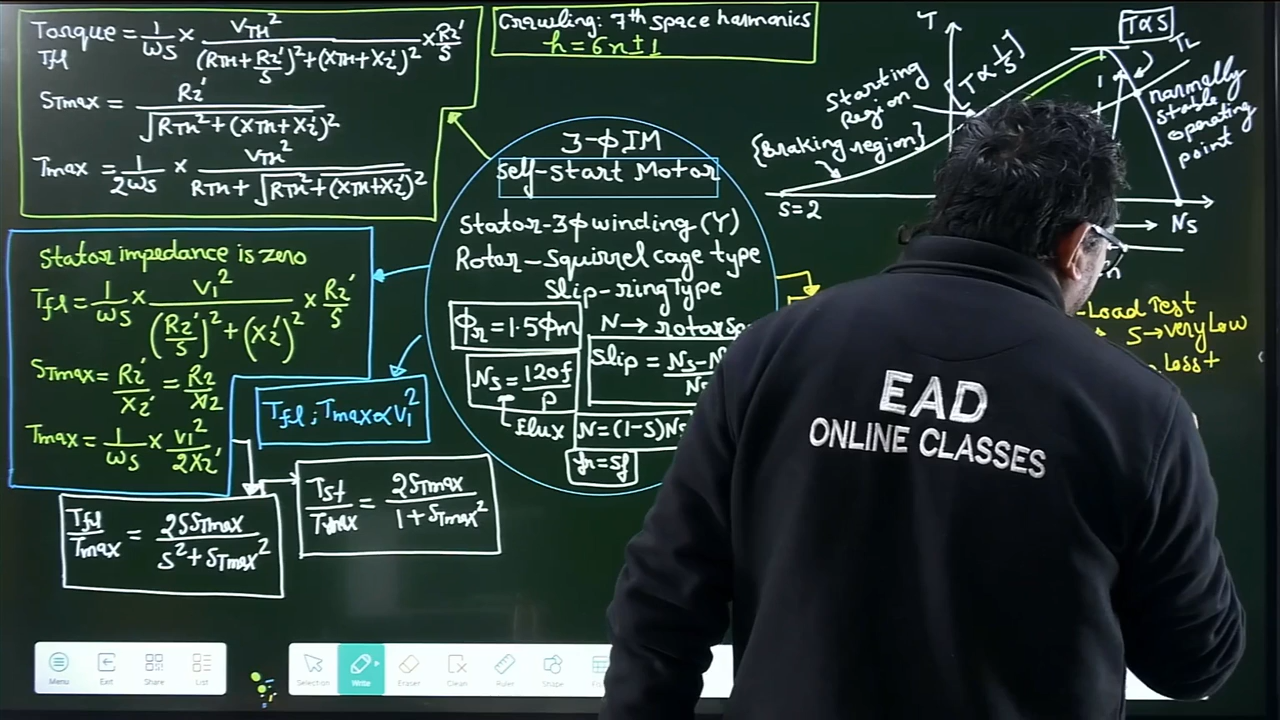 Torque = 1/ωs × VTH²/((RTH+R2'/s)²+(XTH+X2')²) × R2'/s
Tfl
STmax = R2'/√(RTH²+(XTH+X2')²)
Tmax = 1/2ωs × VTH²/(RTH+√(RTH²+(XTH+X2')²))
Crawling: 7th space harmonics
h = 6n±1
T
TαS
TL
T∝1/S
Starting
Region
{Braking region}
normally
stable
operating
point
S=2
NS
3-ϕIM
Self-Start Motor
Stator-3ϕ winding (Y)
Rotor-Squirrel cage type
Slip-ring Type
ϕr=1.5ϕm
N→rotor
Slip = NS-N/NS
NS=120f/P
flux
N=(1-S)NS
fr=Sf
Stator impedance is zero
Tfl = 1/ωs × V1²/((R2'/s)²+(X2')²) × R2'/s
STmax= R2'/X2' = R2/X2
Tmax= 1/ωs × V1²/2X2'
Tfl ; Tmax∝V1²
Tfl/Tmax = 2SSTmax/(S²+STmax²)
Tst/Tmax = 2STmax/(1+STmax²)
-Load Test
S→very Low
Loss↓
EAD
ONLINE CLASSES
Menu
Exit
Share
List
Selection
Write
Eraser
Clean
Ruler
Shape